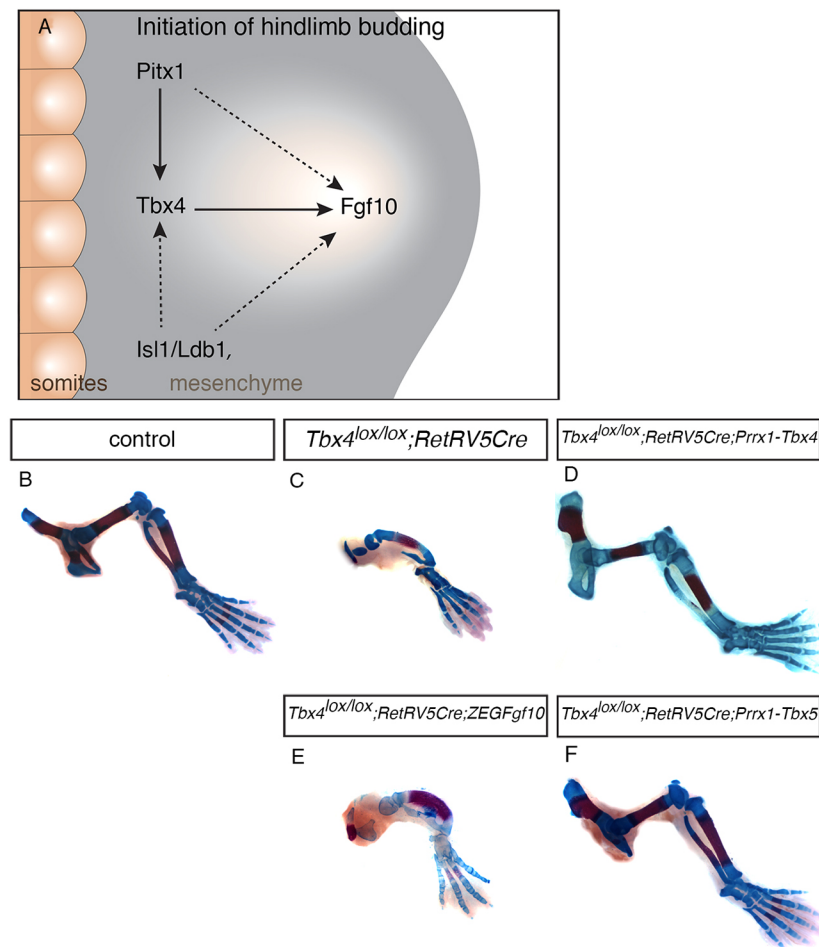 A
Initiation of hindlimb budding
Pitx1
Tbx4
Fgf10
Isl1/Ldb1,
somites
mesenchyme
control
Tbx4lox/lox;RetRV5Cre
Tbx4lox/lox;RetRV5Cre;Prrx1-Tbx4
B
C
D
Tbx4lox/lox;RetRV5Cre;ZEGFgf10
Tbx4lox/lox;RetRV5Cre;Prrx1-Tbx5
E
F